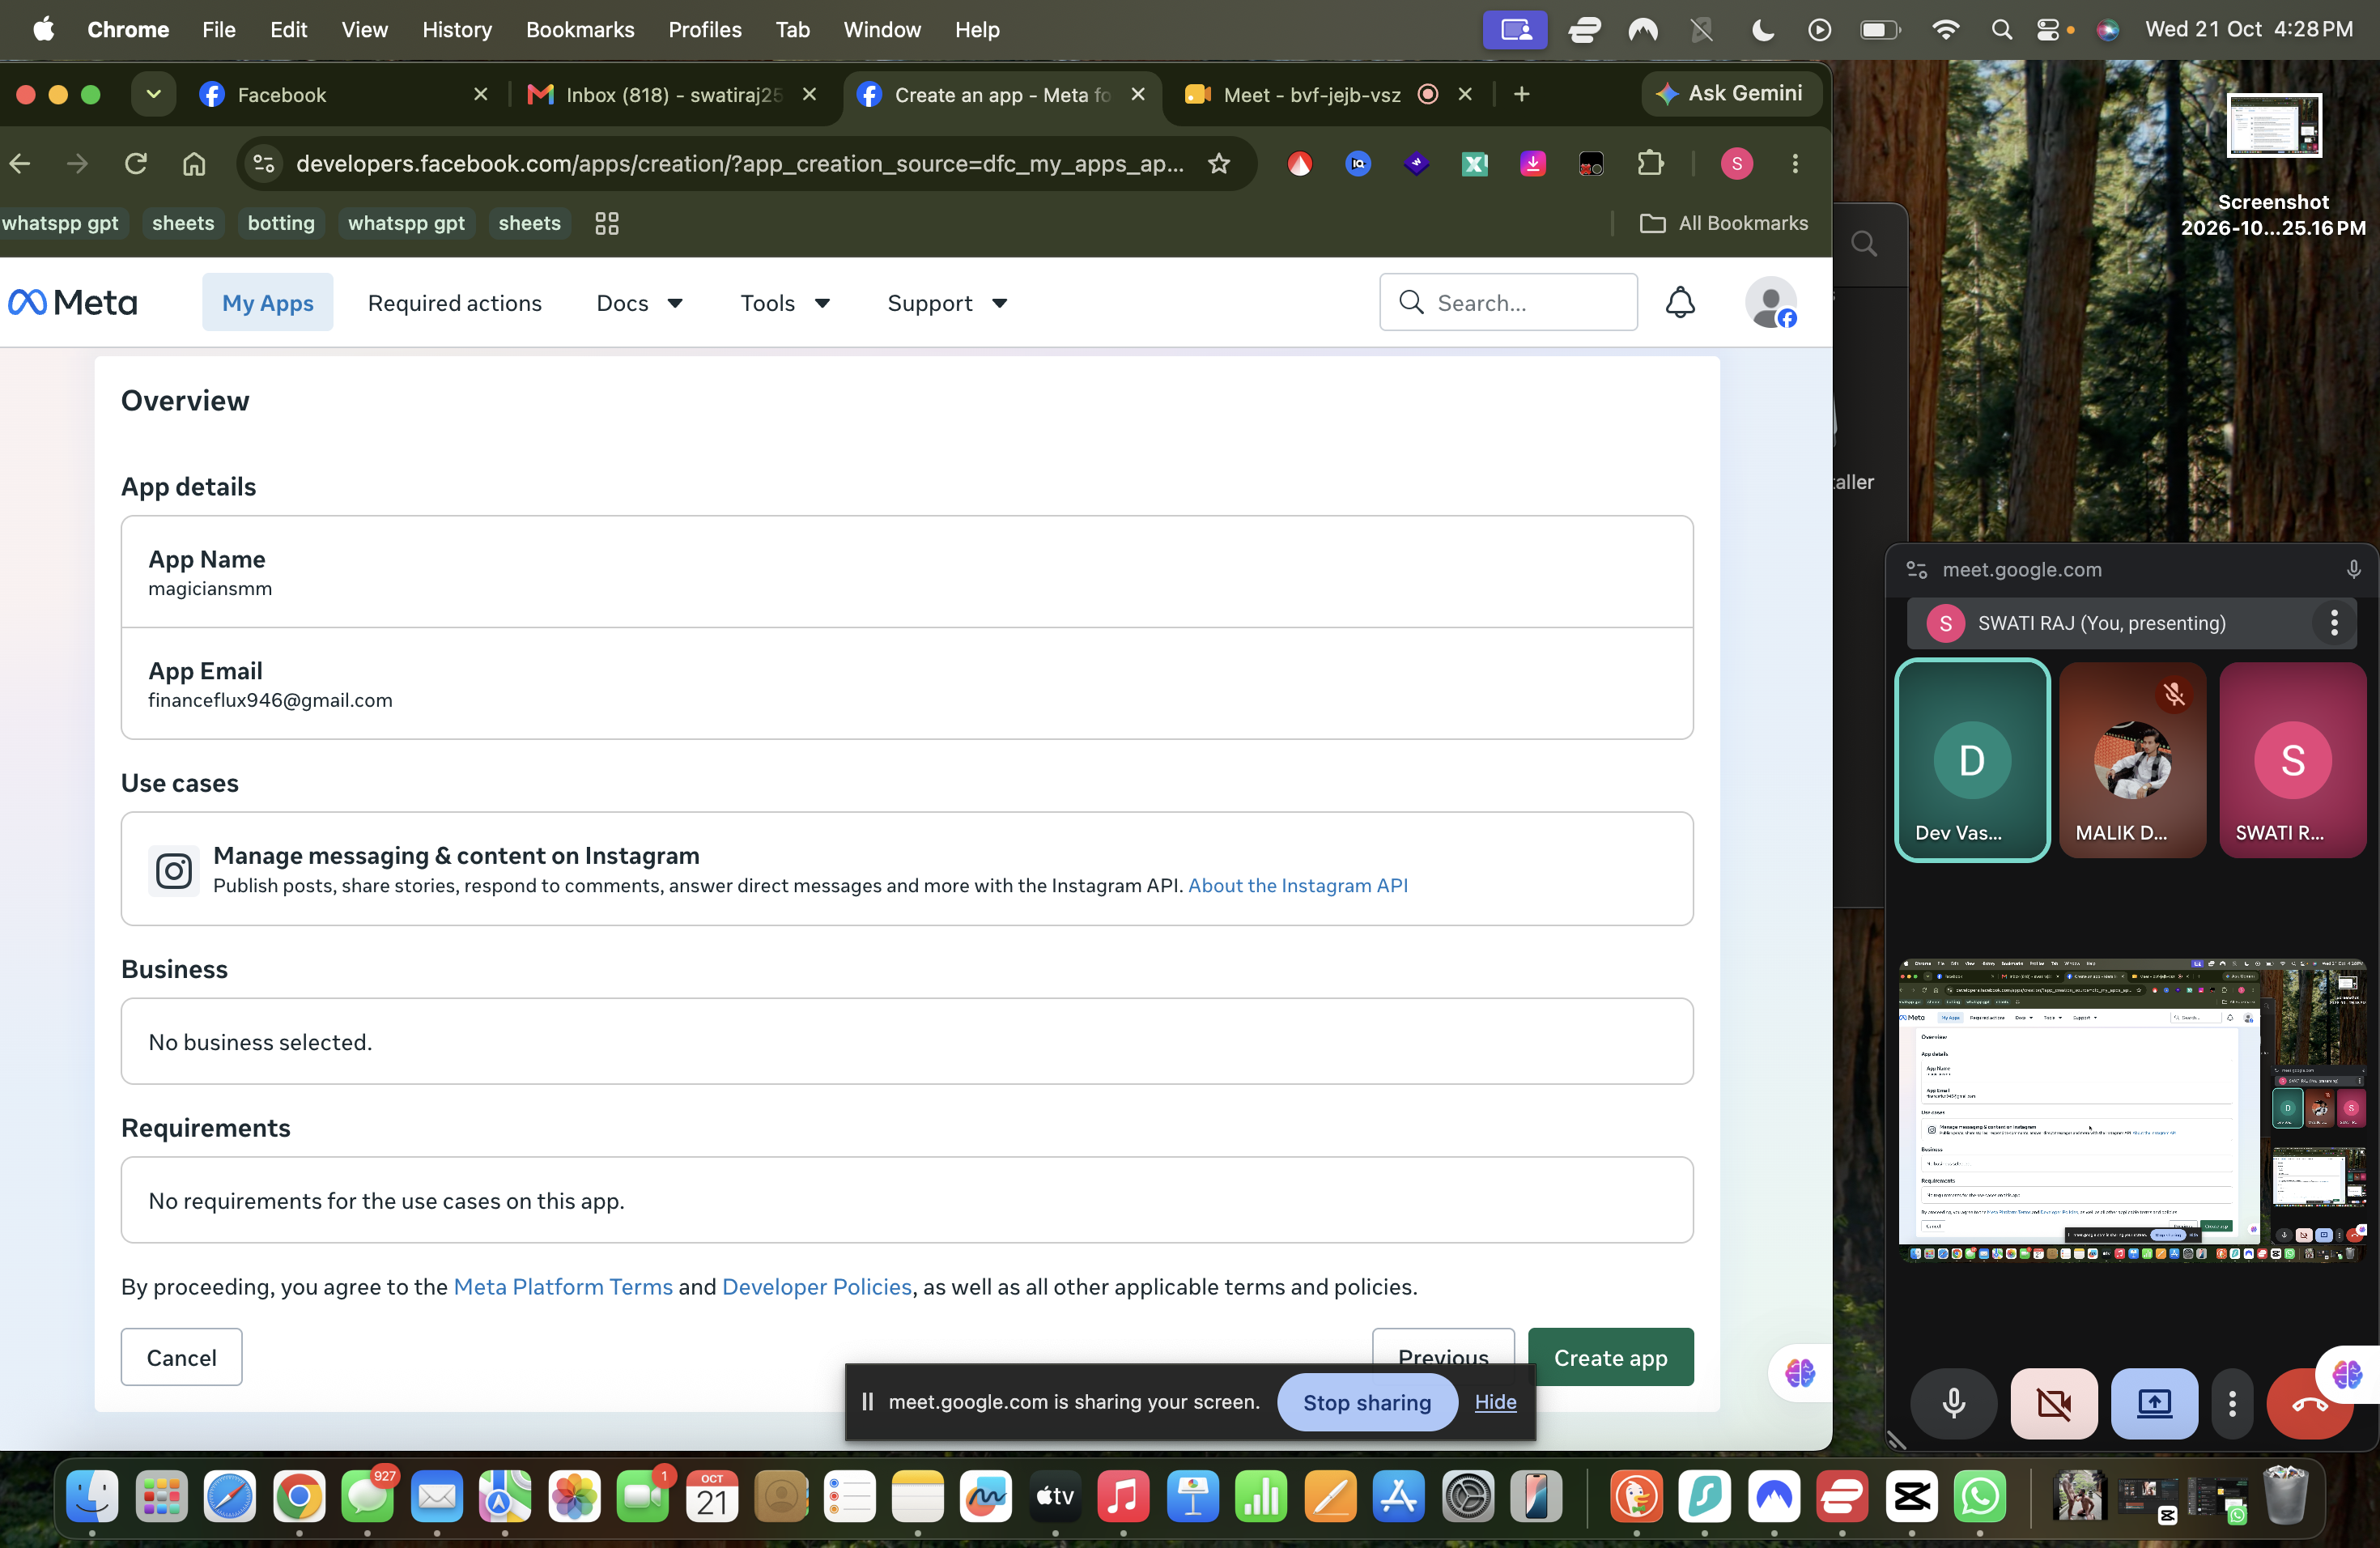 Chrome File Edit View History Bookmarks Profiles Tab Window Help Wed 21 Oct 4:28 PM
Facebook Inbox (818) - swatiraj25 Create an app - Meta fo Meet - bvf-jejb-vsz Ask Gemini
developers.facebook.com/apps/creation/?app_creation_source=dfc_my_apps_ap... S
whatspp gpt sheets botting whatspp gpt sheets All Bookmarks
Meta My Apps Required actions Docs Tools Support Search...
Overview
App details
App Name
magiciansmm
App Email
financeflux946@gmail.com
Use cases
Manage messaging & content on Instagram
Publish posts, share stories, respond to comments, answer direct messages and more with the Instagram API. About the Instagram API
Business
No business selected.
Requirements
No requirements for the use cases on this app.
By proceeding, you agree to the Meta Platform Terms and Developer Policies, as well as all other applicable terms and policies.
Cancel Previous Create app
meet.google.com is sharing your screen. Stop sharing Hide
Screenshot
2026-10...25.16 PM
taller
meet.google.com
S SWATI RAJ (You, presenting)
D S
Dev Vas... MALIK D... SWATI R...
927 1 OCT
21 tv